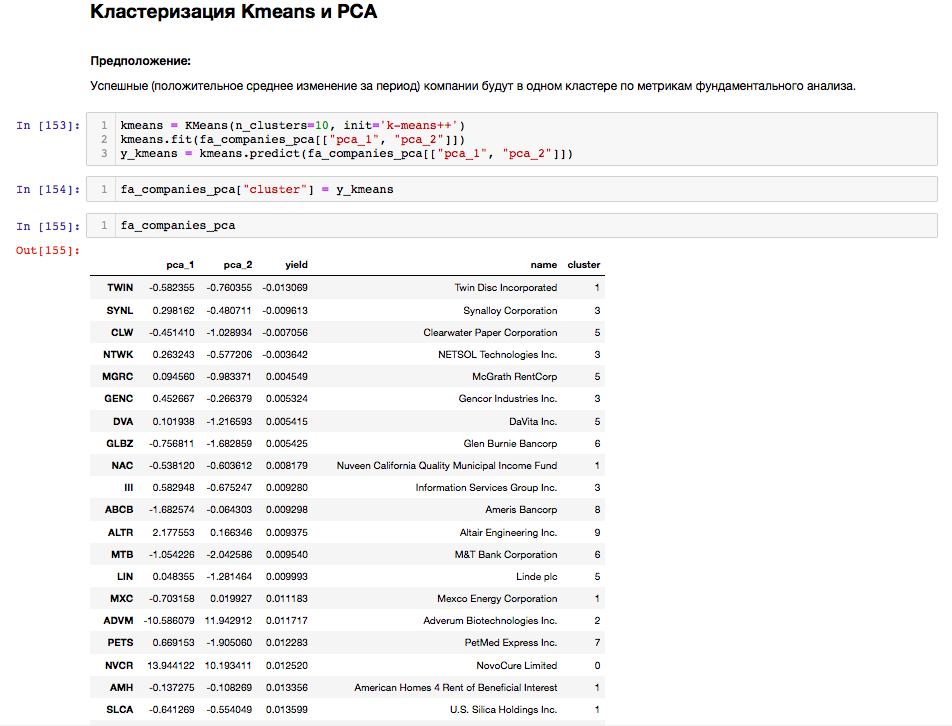 Кластеризация Kmeans и PCA
Предположение:
Успешные (положительное среднее изменение за период) компании будут в одном кластере по метрикам фундаментального анализа.
In [153]: 1 kmeans = KMeans(n_clusters=10, init='k-means++')
2 kmeans.fit(fa_companies_pca[["pca_1", "pca_2"]])
3 y_kmeans = kmeans.predict(fa_companies_pca[["pca_1", "pca_2"]])
In [154]: 1 fa_companies_pca["cluster"] = y_kmeans
In [155]: 1 fa_companies_pca
Out[155]:
pca_1 pca_2 yield name cluster
TWIN -0.582355 -0.760355 -0.013069 Twin Disc Incorporated 1
SYNL 0.298162 -0.480711 -0.009613 Synalloy Corporation 3
CLW -0.451410 -1.028934 -0.007056 Clearwater Paper Corporation 5
NTWK 0.263243 -0.577206 -0.003642 NETSOL Technologies Inc. 3
MGRC 0.094560 -0.983371 0.004549 McGrath RentCorp 5
GENC 0.452667 -0.266379 0.005324 Gencor Industries Inc. 3
DVA 0.101938 -1.216593 0.005415 DaVita Inc. 5
GLBZ -0.756811 -1.682859 0.005425 Glen Burnie Bancorp 6
NAC -0.538120 -0.603612 0.008179 Nuveen California Quality Municipal Income Fund 1
III 0.582948 -0.675247 0.009280 Information Services Group Inc. 3
ABCB -1.682574 -0.064303 0.009298 Ameris Bancorp 8
ALTR 2.177553 0.166346 0.009375 Altair Engineering Inc. 9
MTB -1.054226 -2.042586 0.009540 M&T Bank Corporation 6
LIN 0.048355 -1.281464 0.009993 Linde plc 5
MXC -0.703158 0.019927 0.011183 Mexco Energy Corporation 1
ADVM -10.586079 11.942912 0.011717 Adverum Biotechnologies Inc. 2
PETS 0.669153 -1.905060 0.012283 PetMed Express Inc. 7
NVCR 13.944122 10.193411 0.012520 NovoCure Limited 0
AMH -0.137275 -0.108269 0.013356 American Homes 4 Rent of Beneficial Interest 1
SLCA -0.641269 -0.554049 0.013599 U.S. Silica Holdings Inc. 1